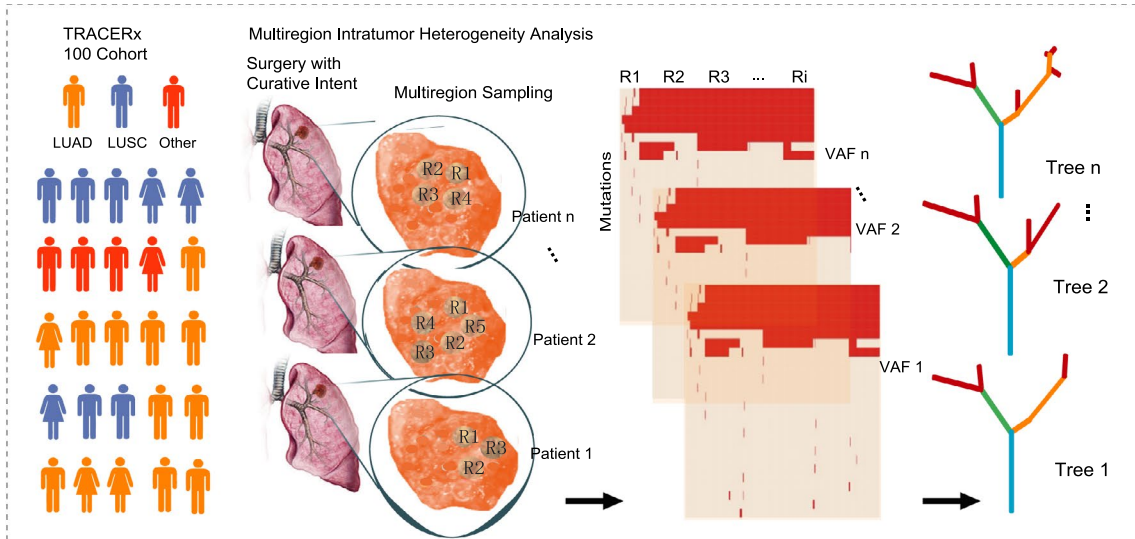 TRACERx
100 Cohort
LUAD
LUSC
Other
Multiregion Intratumor Heterogeneity Analysis
Surgery with
Curative Intent
Multiregion Sampling
R2
R1
R3
R4
Patient n
...
R1
R4
R5
R2
R3
Patient 2
R1
R3
R2
Patient 1
R1
R2
R3
...
Ri
Mutations
VAF n
...
VAF 2
VAF 1
Tree n
...
Tree 2
Tree 1